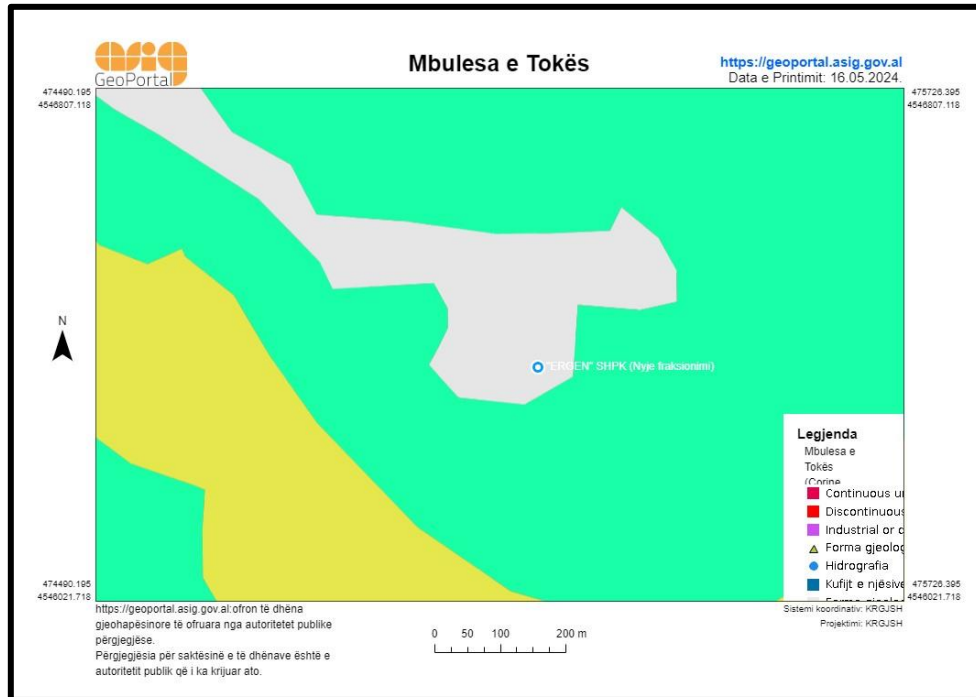 asig
GeoPortal
Mbulesa e Tokës
https://geoportal.asig.gov.al
Data e Printimit: 16.05.2024.
474490.195
4546807.118
475726.395
4546807.118
N
"ERGEN" SHPK (Nyje fraksionimi)
Legjenda
Mbulesa e
Tokës
(Corine
Continuous u
Discontinuous
Industrial or c
Forma gjeolog
Hidrografia
Kufijt e njësive
Forma gjeolog
474490.195
4546021.718
475726.395
4546021.718
https://geoportal.asig.gov.al:ofron të dhëna
gjeohapësinore të ofruara nga autoritetet publike
përgjegjëse.
Përgjegjësia për saktësinë e të dhënave është e
autoritetit publik që i ka krijuar ato.
0 50 100 200 m
Sistemi koordinativ: KRGJSH
Projektimi: KRGJSH